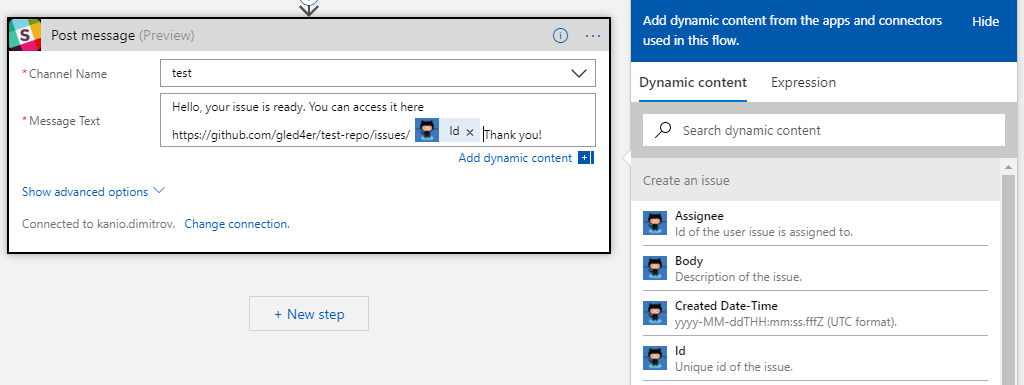 Post message (Preview)
* Channel Name
test
* Message Text
Hello, your issue is ready. You can access it here
https://github.com/gled4er/test-repo/issues/ Id × Thank you!
Add dynamic content
Show advanced options
Connected to kanio.dimitrov. Change connection.
+ New step
Add dynamic content from the apps and connectors
used in this flow.
Hide
Dynamic content
Expression
Search dynamic content
Create an issue
Assignee
Id of the user issue is assigned to.
Body
Description of the issue.
Created Date-Time
yyyy-MM-ddTHH:mm:ss.fffZ (UTC format).
Id
Unique id of the issue.